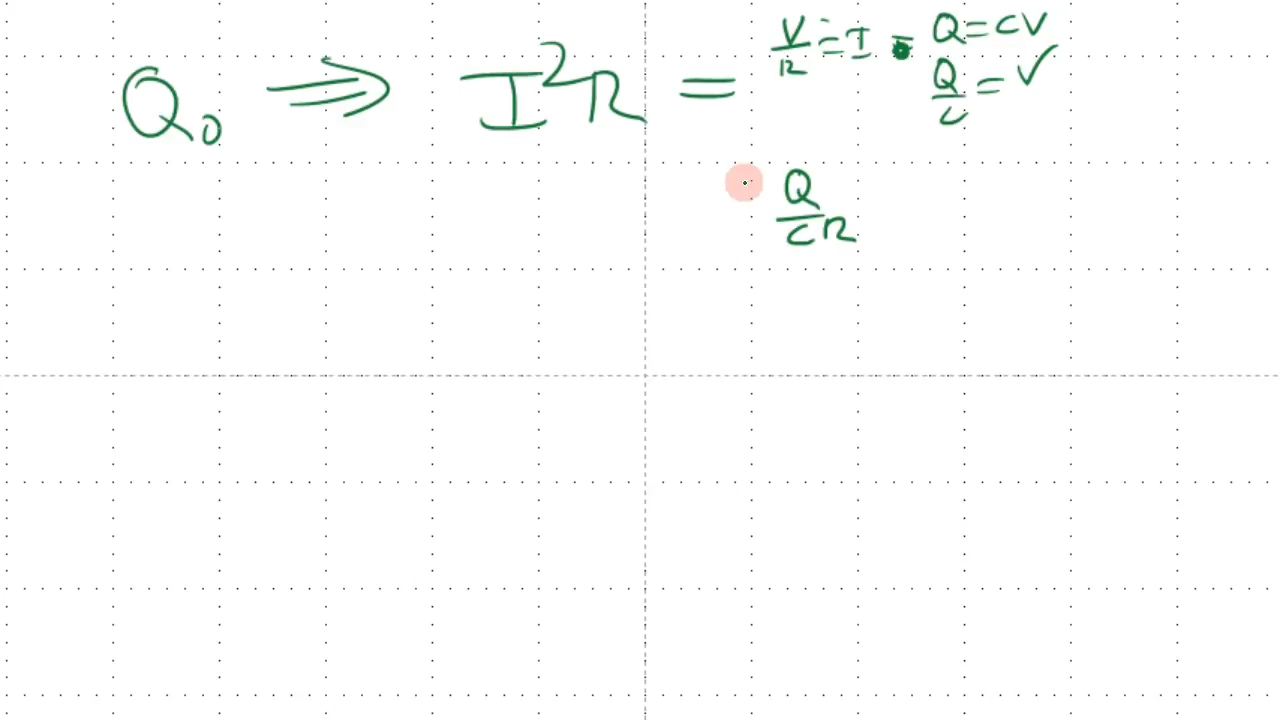 Q₀ ⇒ I²R =
V/R = I
Q = CV
Q/C = V
Q/CR